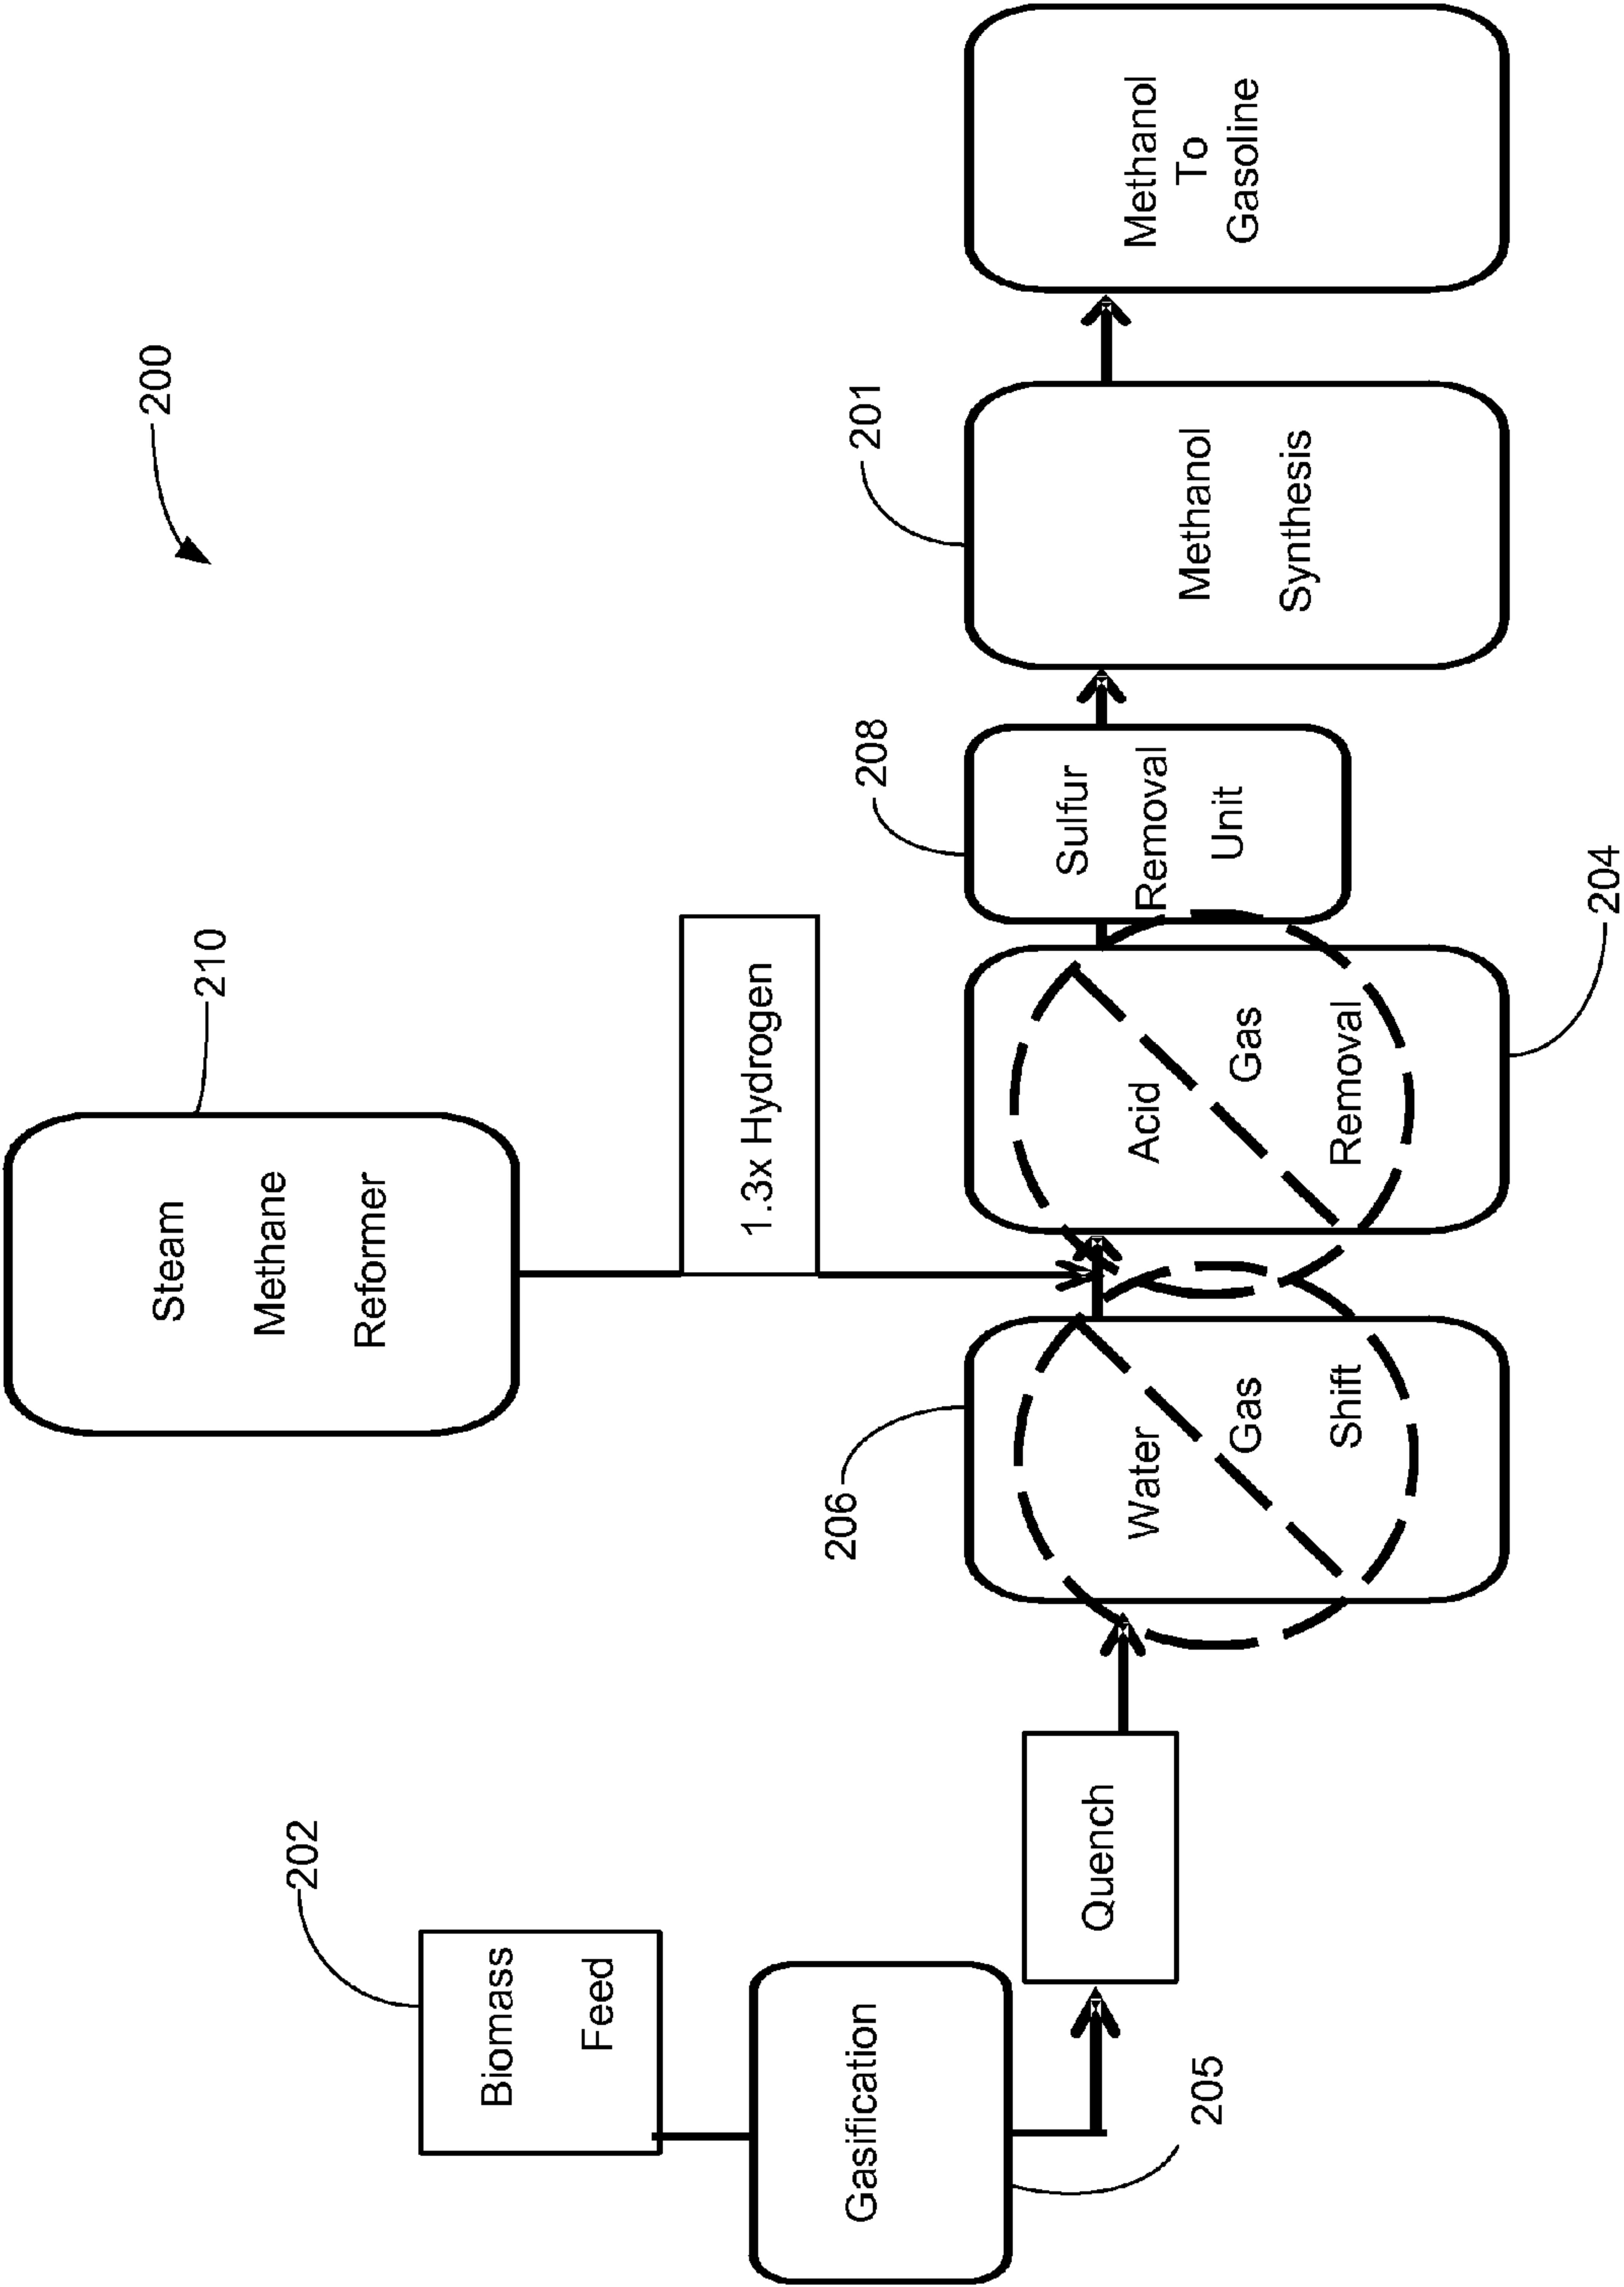 200
Steam
Methane
Reformer
210
1.3x Hydrogen
202
Biomass
Feed
Gasification
205
Quench
206
Water
Gas
Shift
Acid
Gas
Removal
204
208
Sulfur
Removal
Unit
201
Methanol
Synthesis
Methanol
To
Gasoline